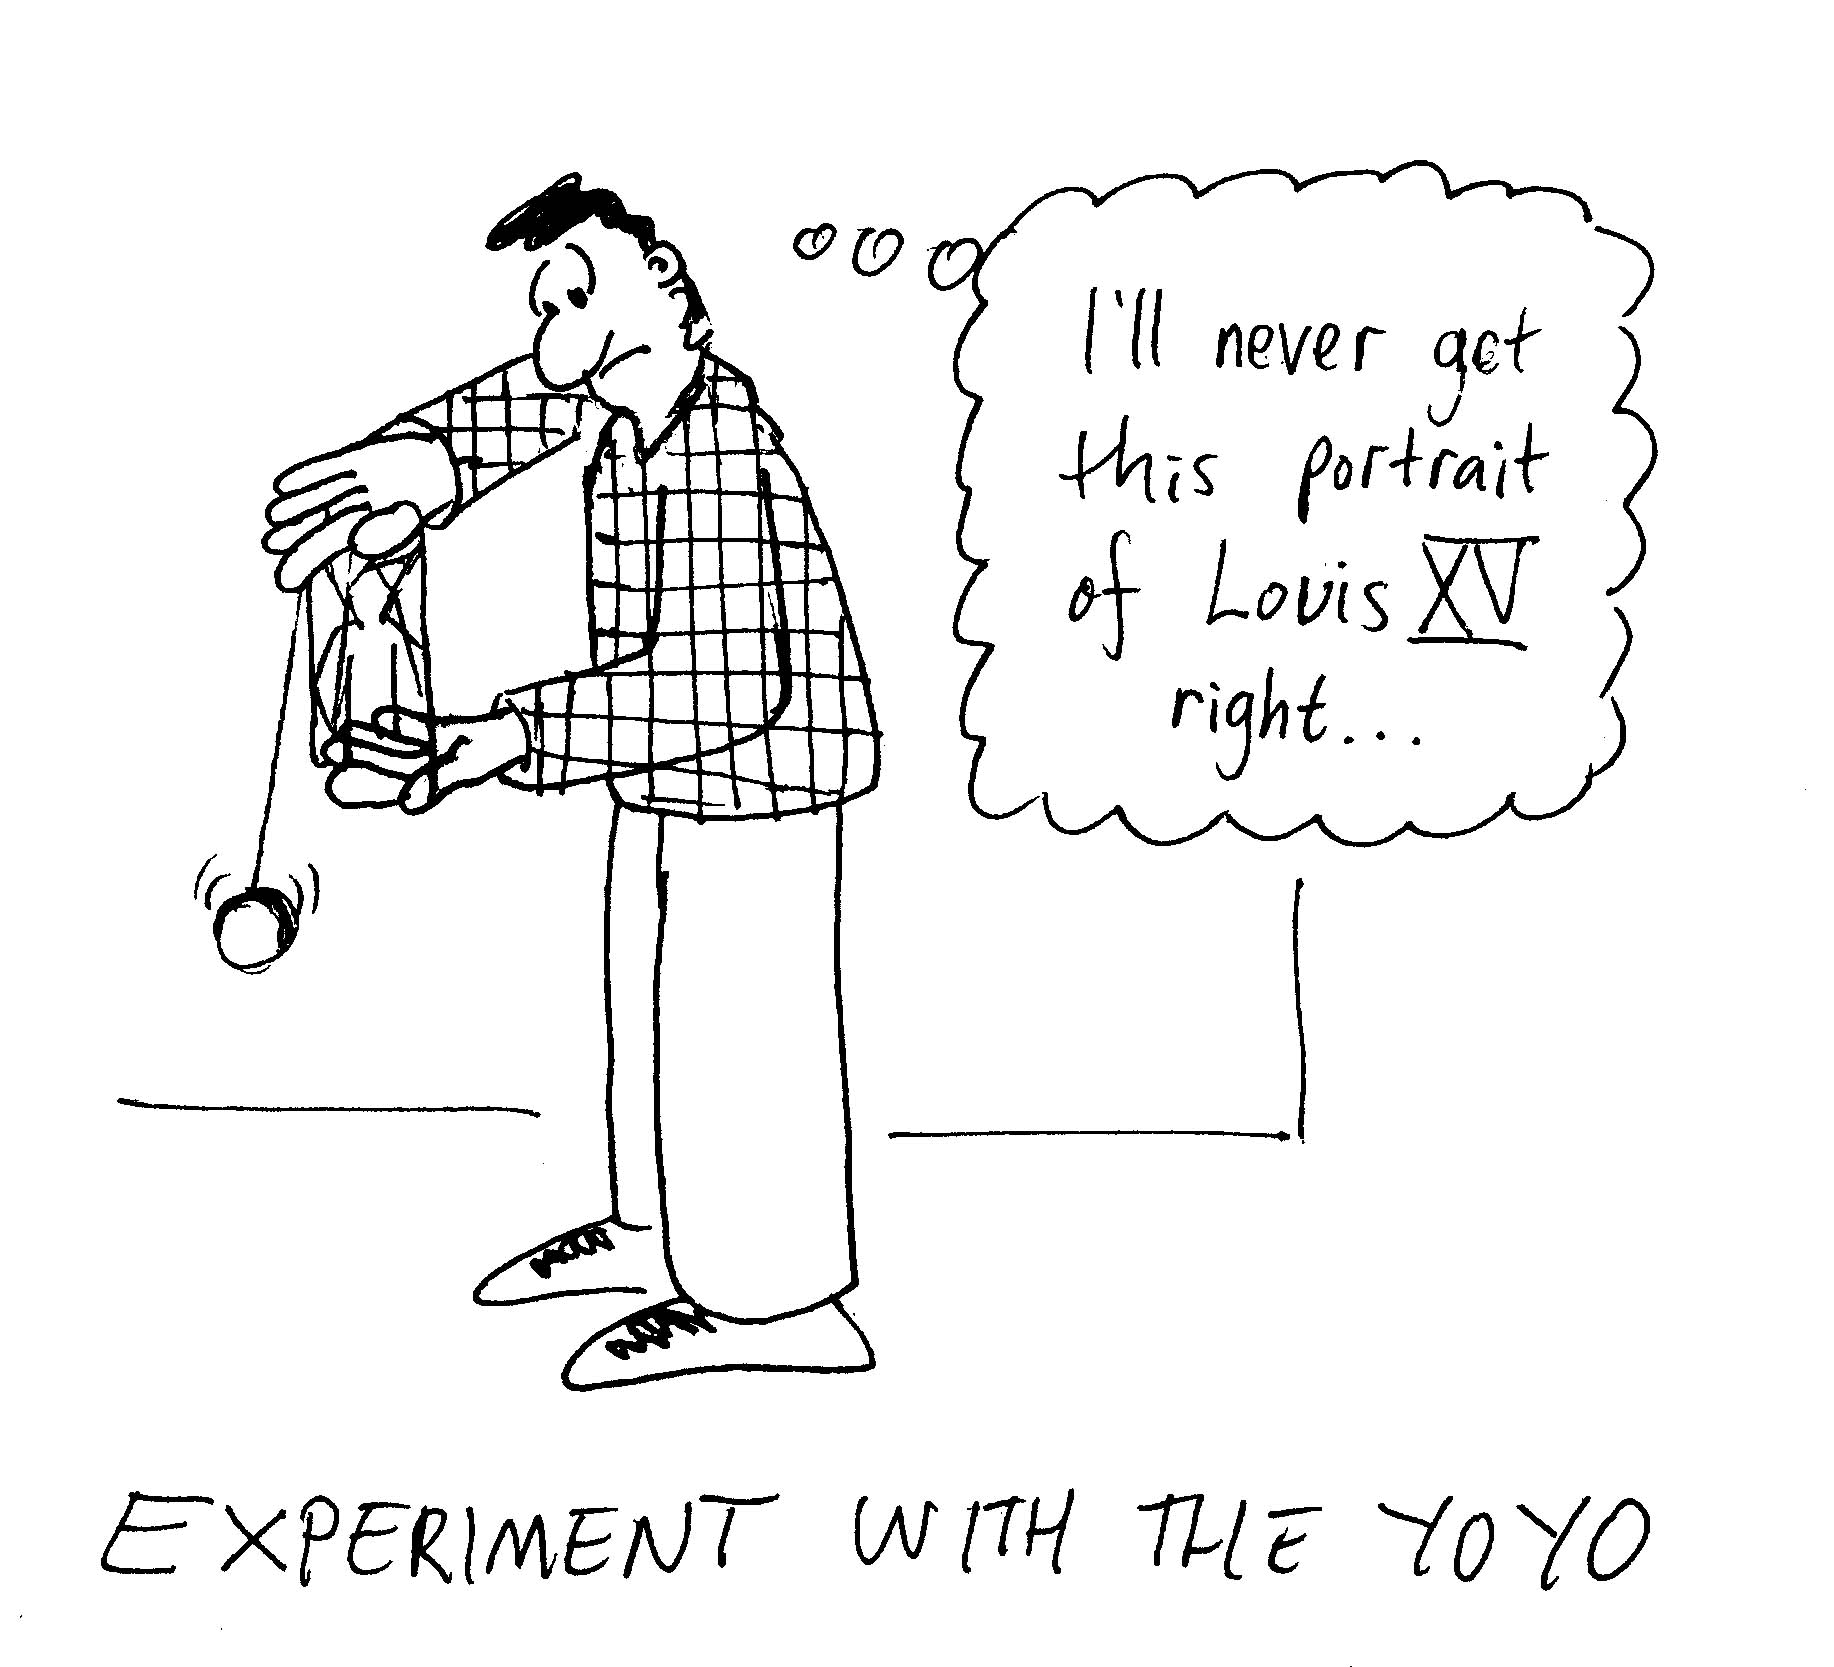 I'll never get
this portrait
of Louis XV
right...
EXPERIMENT WITH THE YOYO